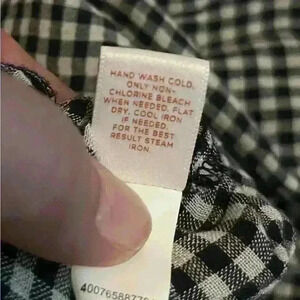 HAND WASH COLD,
ONLY NON-
CHLORINE BLEACH
WHEN NEEDED, FLAT
DRY, COOL IRON
IF NEEDED.
FOR THE BEST
RESULT STEAM
IRON.
4007658877